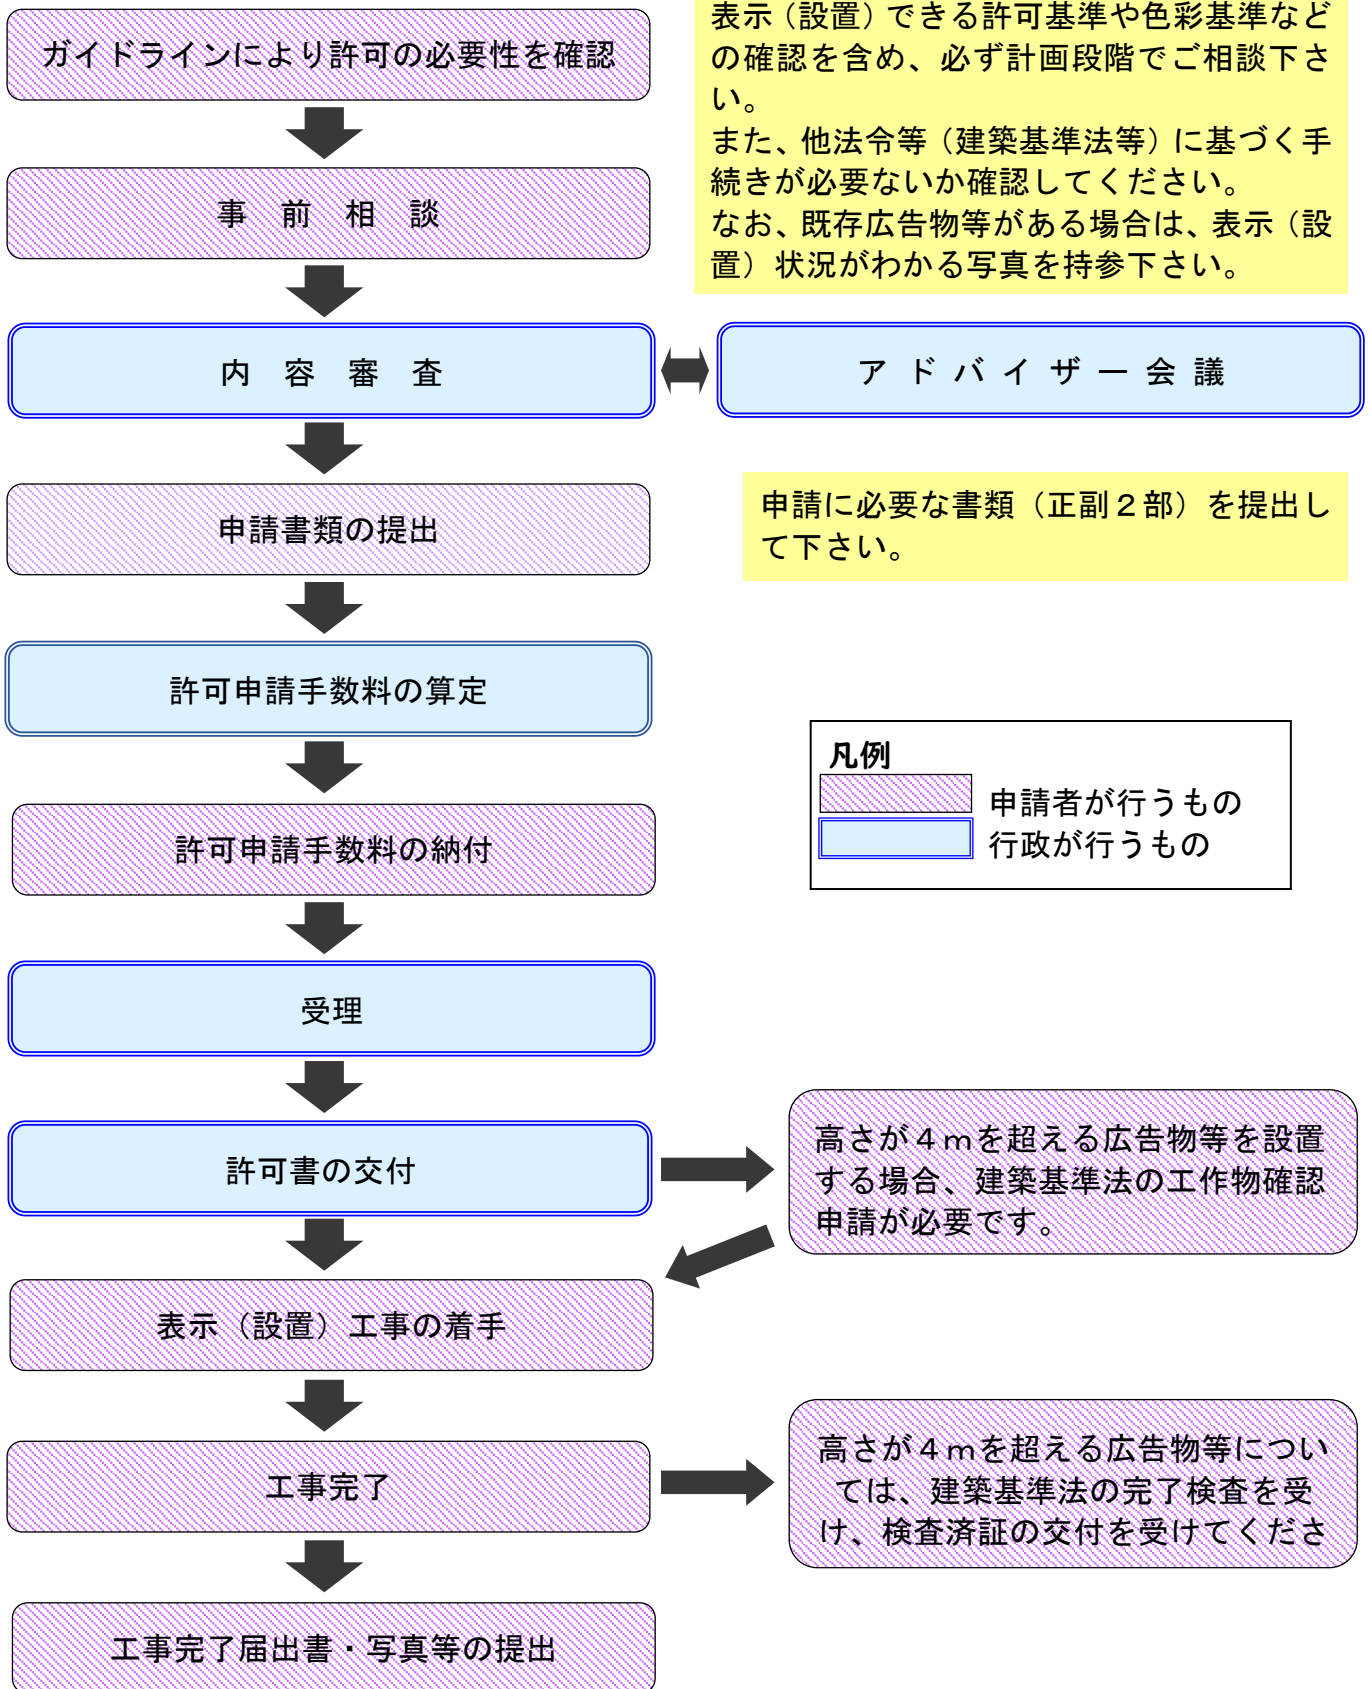 ガイドラインにより許可の必要性を確認
表示（設置）できる許可基準や色彩基準など
の確認を含め、必ず計画段階でご相談下さ
い。
また、他法令等（建築基準法等）に基づく手
続きが必要ないか確認してください。
なお、既存広告物等がある場合は、表示（設
置）状況がわかる写真を持参下さい。
事　前　相　談
内　容　審　査
アドバイザー会議
申請書類の提出
申請に必要な書類（正副２部）を提出し
て下さい。
許可申請手数料の算定
凡例
申請者が行うもの
行政が行うもの
許可申請手数料の納付
受理
許可書の交付
高さが４ｍを超える広告物等を設置
する場合、建築基準法の工作物確認
申請が必要です。
表示（設置）工事の着手
工事完了
高さが４ｍを超える広告物等につい
ては、建築基準法の完了検査を受
け、検査済証の交付を受けてくださ
工事完了届出書・写真等の提出